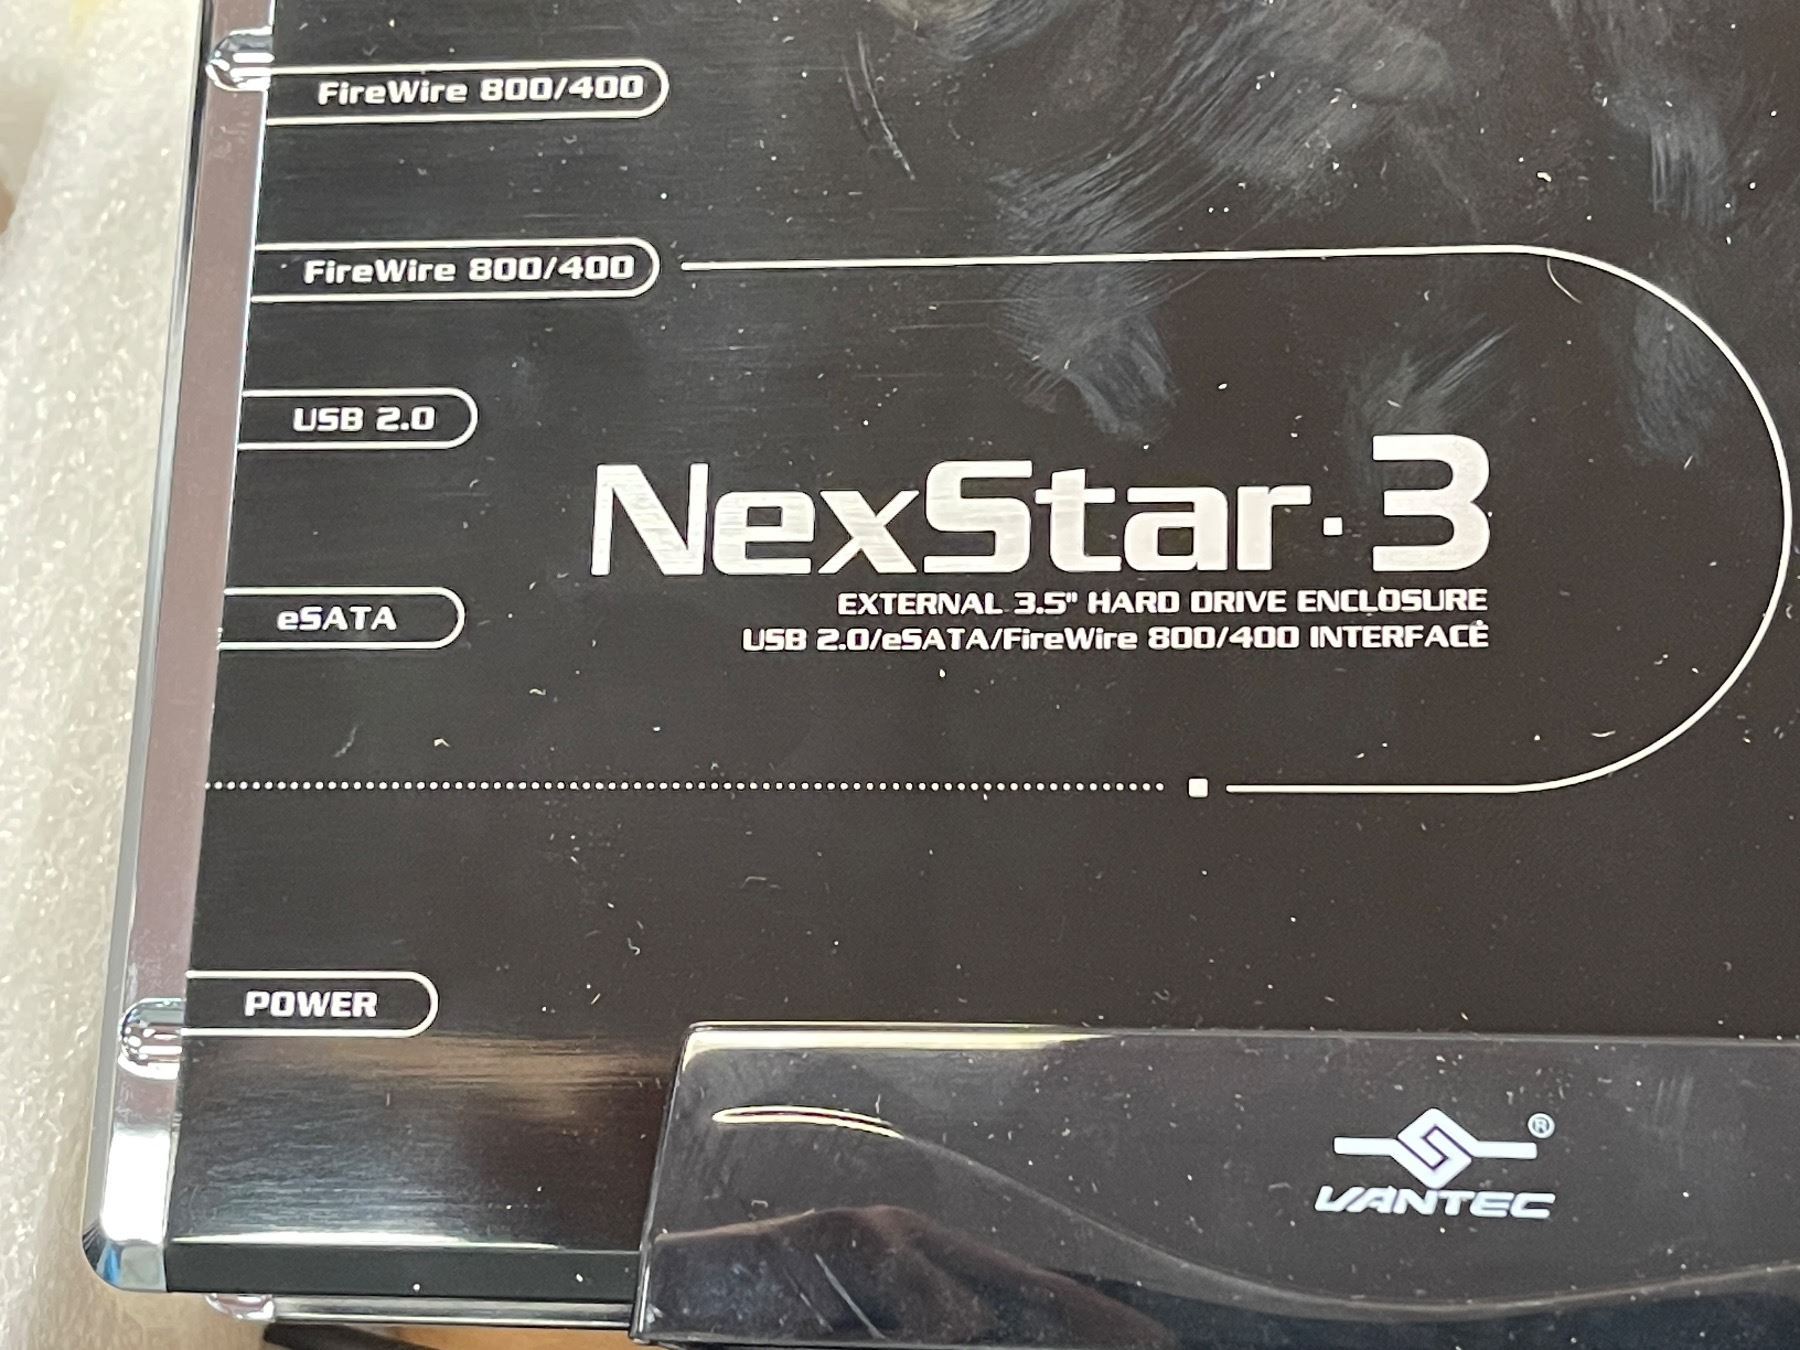 FireWire 800/400
FireWire 800/400
USB 2.0
NexStar·3
EXTERNAL 3.5" HARD DRIVE ENCLOSURE
eSATA
USB 2.0/eSATA/FireWire 800/400 INTERFACE
POWER
®
VANTEC